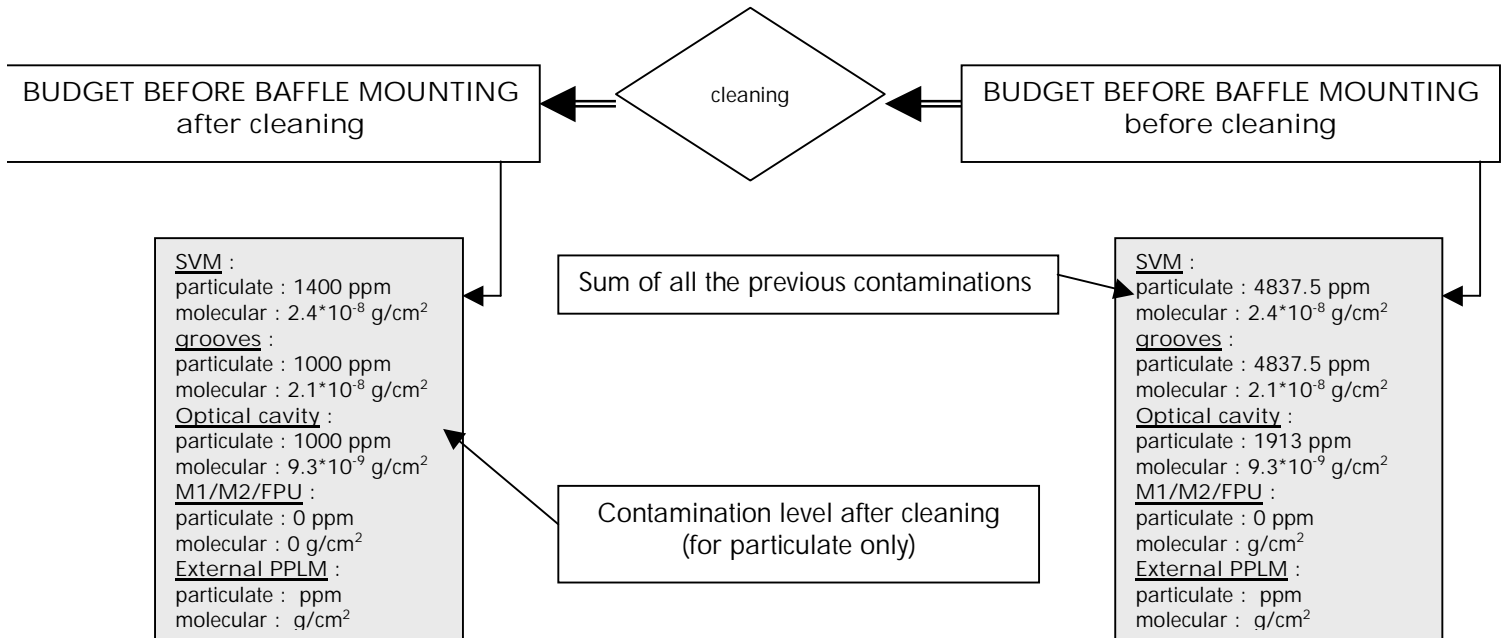 BUDGET BEFORE BAFFLE MOUNTING
after cleaning
cleaning
BUDGET BEFORE BAFFLE MOUNTING
before cleaning
SVM :
particulate : 1400 ppm
molecular : 2.4*10⁻⁸ g/cm²
grooves :
particulate : 1000 ppm
molecular : 2.1*10⁻⁸ g/cm²
Optical cavity :
particulate : 1000 ppm
molecular : 9.3*10⁻⁹ g/cm²
M1/M2/FPU :
particulate : 0 ppm
molecular : 0 g/cm²
External PPLM :
particulate : ppm
molecular : g/cm²
Sum of all the previous contaminations
Contamination level after cleaning
(for particulate only)
SVM :
particulate : 4837.5 ppm
molecular : 2.4*10⁻⁸ g/cm²
grooves :
particulate : 4837.5 ppm
molecular : 2.1*10⁻⁸ g/cm²
Optical cavity :
particulate : 1913 ppm
molecular : 9.3*10⁻⁹ g/cm²
M1/M2/FPU :
particulate : 0 ppm
molecular : g/cm²
External PPLM :
particulate : ppm
molecular : g/cm²